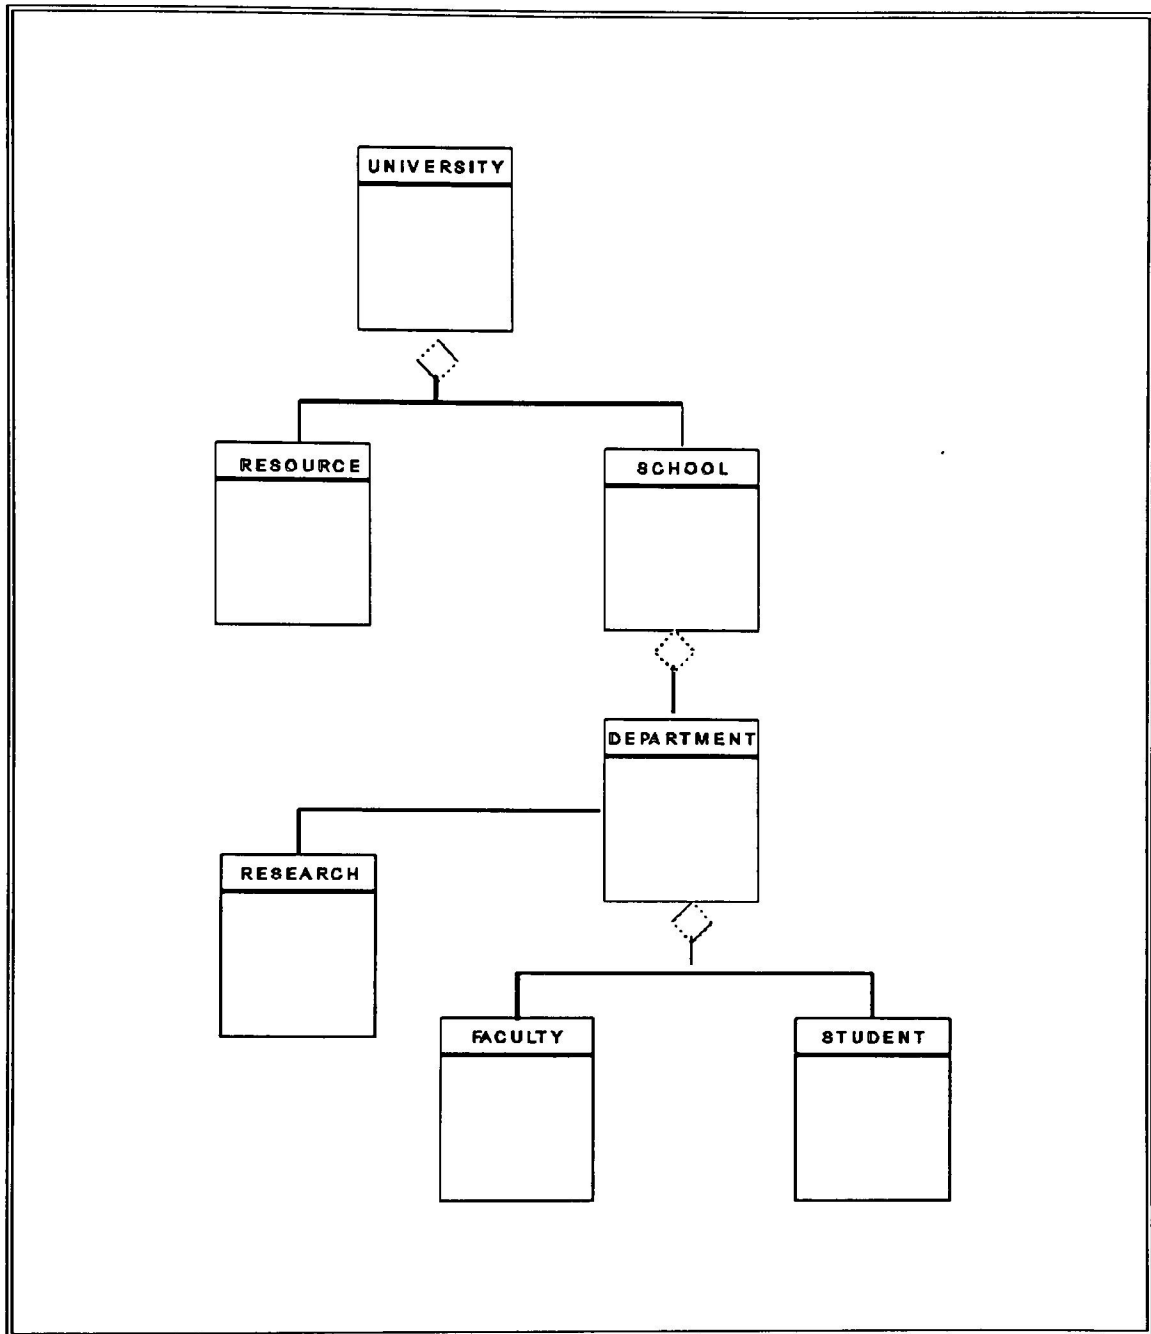 UNIVERSITY
RESOURCE
SCHOOL
DEPARTMENT
RESEARCH
FACULTY
STUDENT